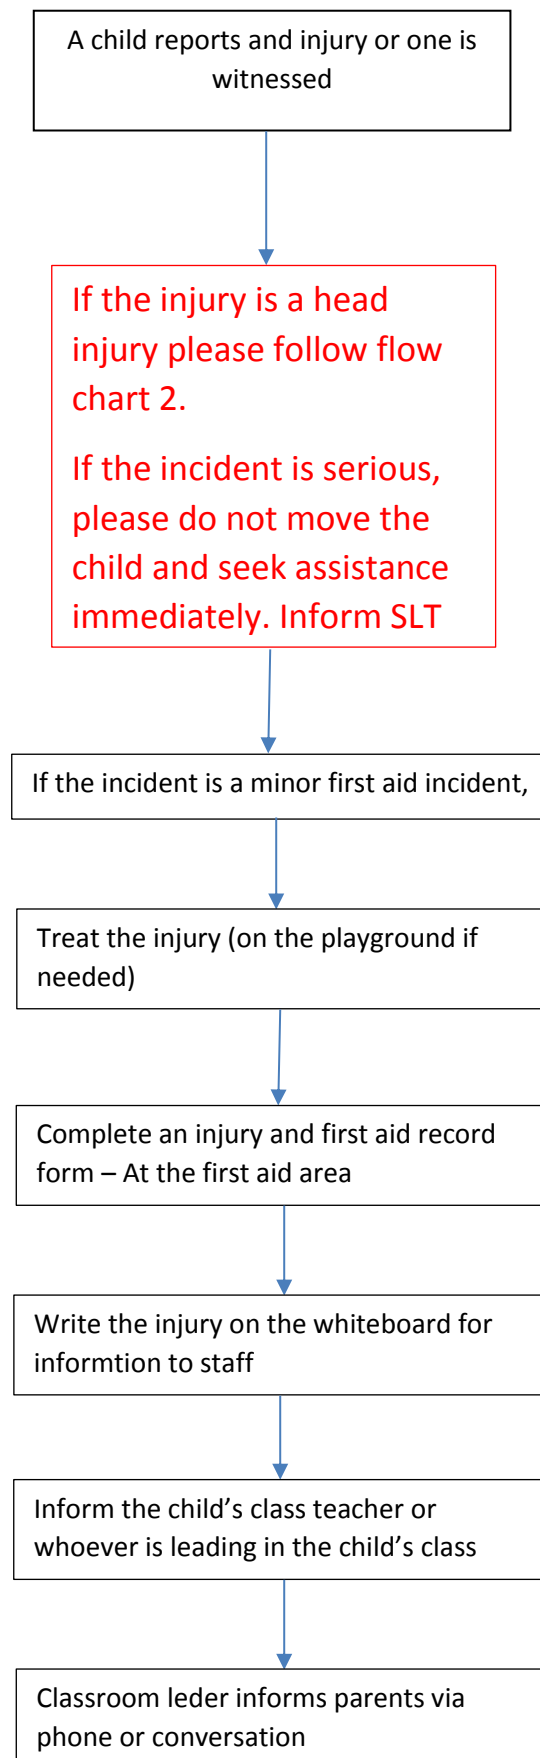 A child reports and injury or one is
witnessed
If the injury is a head
injury please follow flow
chart 2.
If the incident is serious,
please do not move the
child and seek assistance
immediately. Inform SLT
If the incident is a minor first aid incident,
Treat the injury (on the playground if
needed)
Complete an injury and first aid record
form – At the first aid area
Write the injury on the whiteboard for
informtion to staff
Inform the child’s class teacher or
whoever is leading in the child’s class
Classroom leder informs parents via
phone or conversation